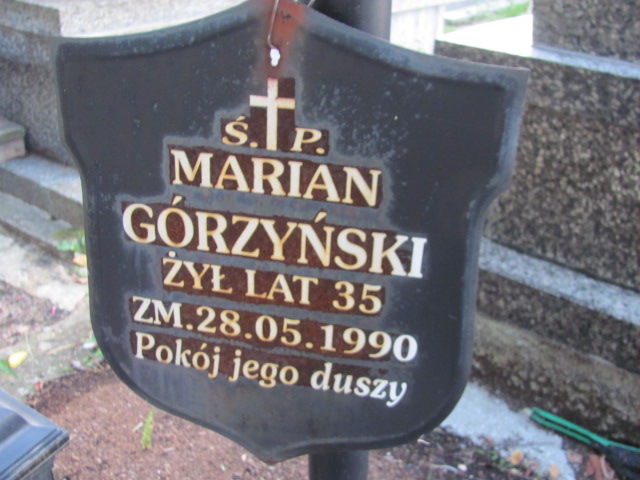 Ś. P.
MARIAN
GÓRZYŃSKI
ŻYŁ LAT 35
ZM.28.05.1990
Pokój jego duszy